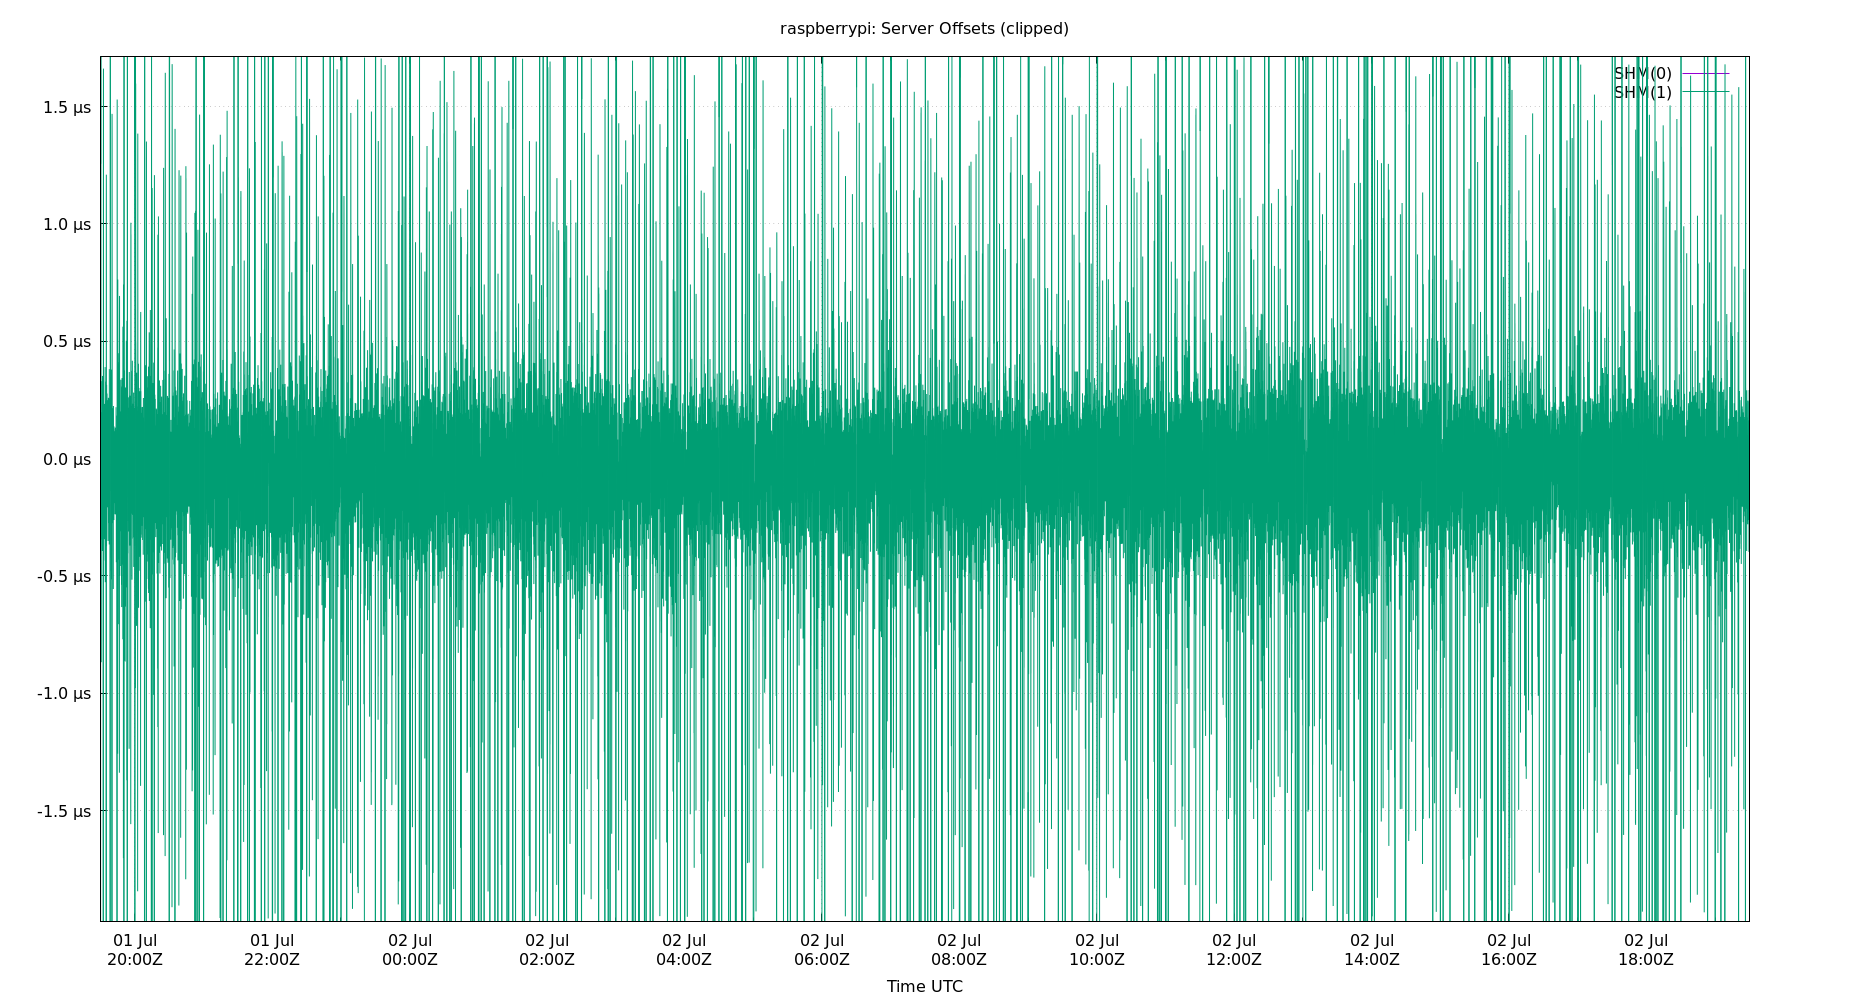 raspberrypi: Server Offsets (clipped)
SHM(0)
SHM(1)
1.5 µs
1.0 µs
0.5 µs
0.0 µs
-0.5 µs
-1.0 µs
-1.5 µs
01 Jul 01 Jul 02 Jul 02 Jul 02 Jul 02 Jul 02 Jul 02 Jul 02 Jul 02 Jul 02 Jul 02 Jul
20:00Z 22:00Z 00:00Z 02:00Z 04:00Z 06:00Z 08:00Z 10:00Z 12:00Z 14:00Z 16:00Z 18:00Z
Time UTC